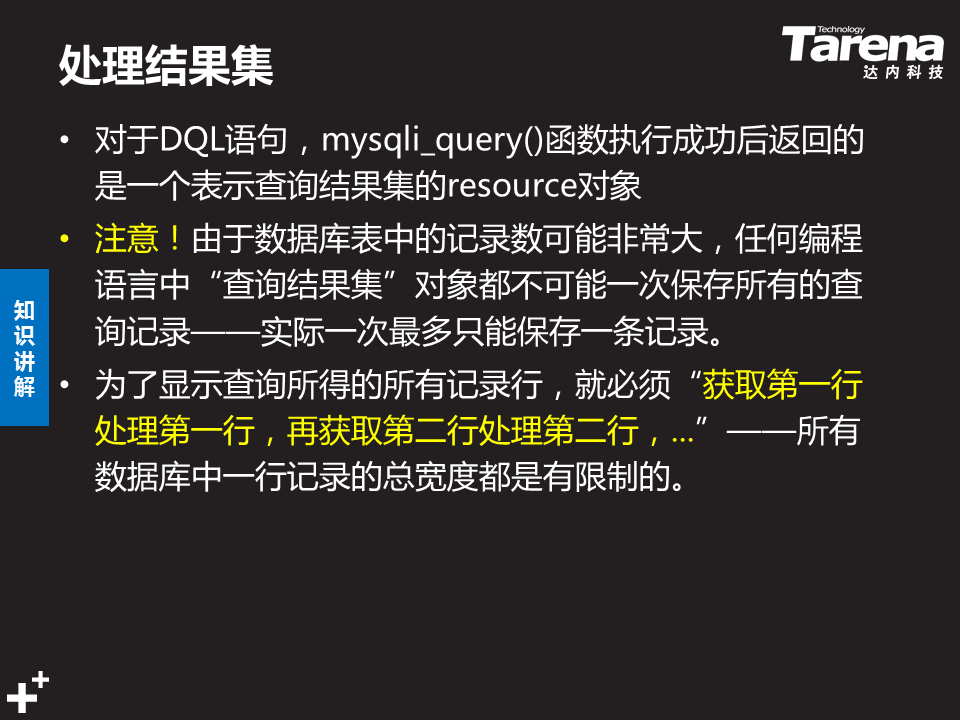 处理结果集
Technology
Tarena
达内科技
• 对于DQL语句，mysqli_query()函数执行成功后返回的
是一个表示查询结果集的resource对象
• 注意！由于数据库表中的记录数可能非常大，任何编程
语言中“查询结果集”对象都不可能一次保存所有的查
询记录——实际一次最多只能保存一条记录。
知
识
讲
解
• 为了显示查询所得的所有记录行，就必须“获取第一行
处理第一行，再获取第二行处理第二行，...”——所有
数据库中一行记录的总宽度都是有限制的。